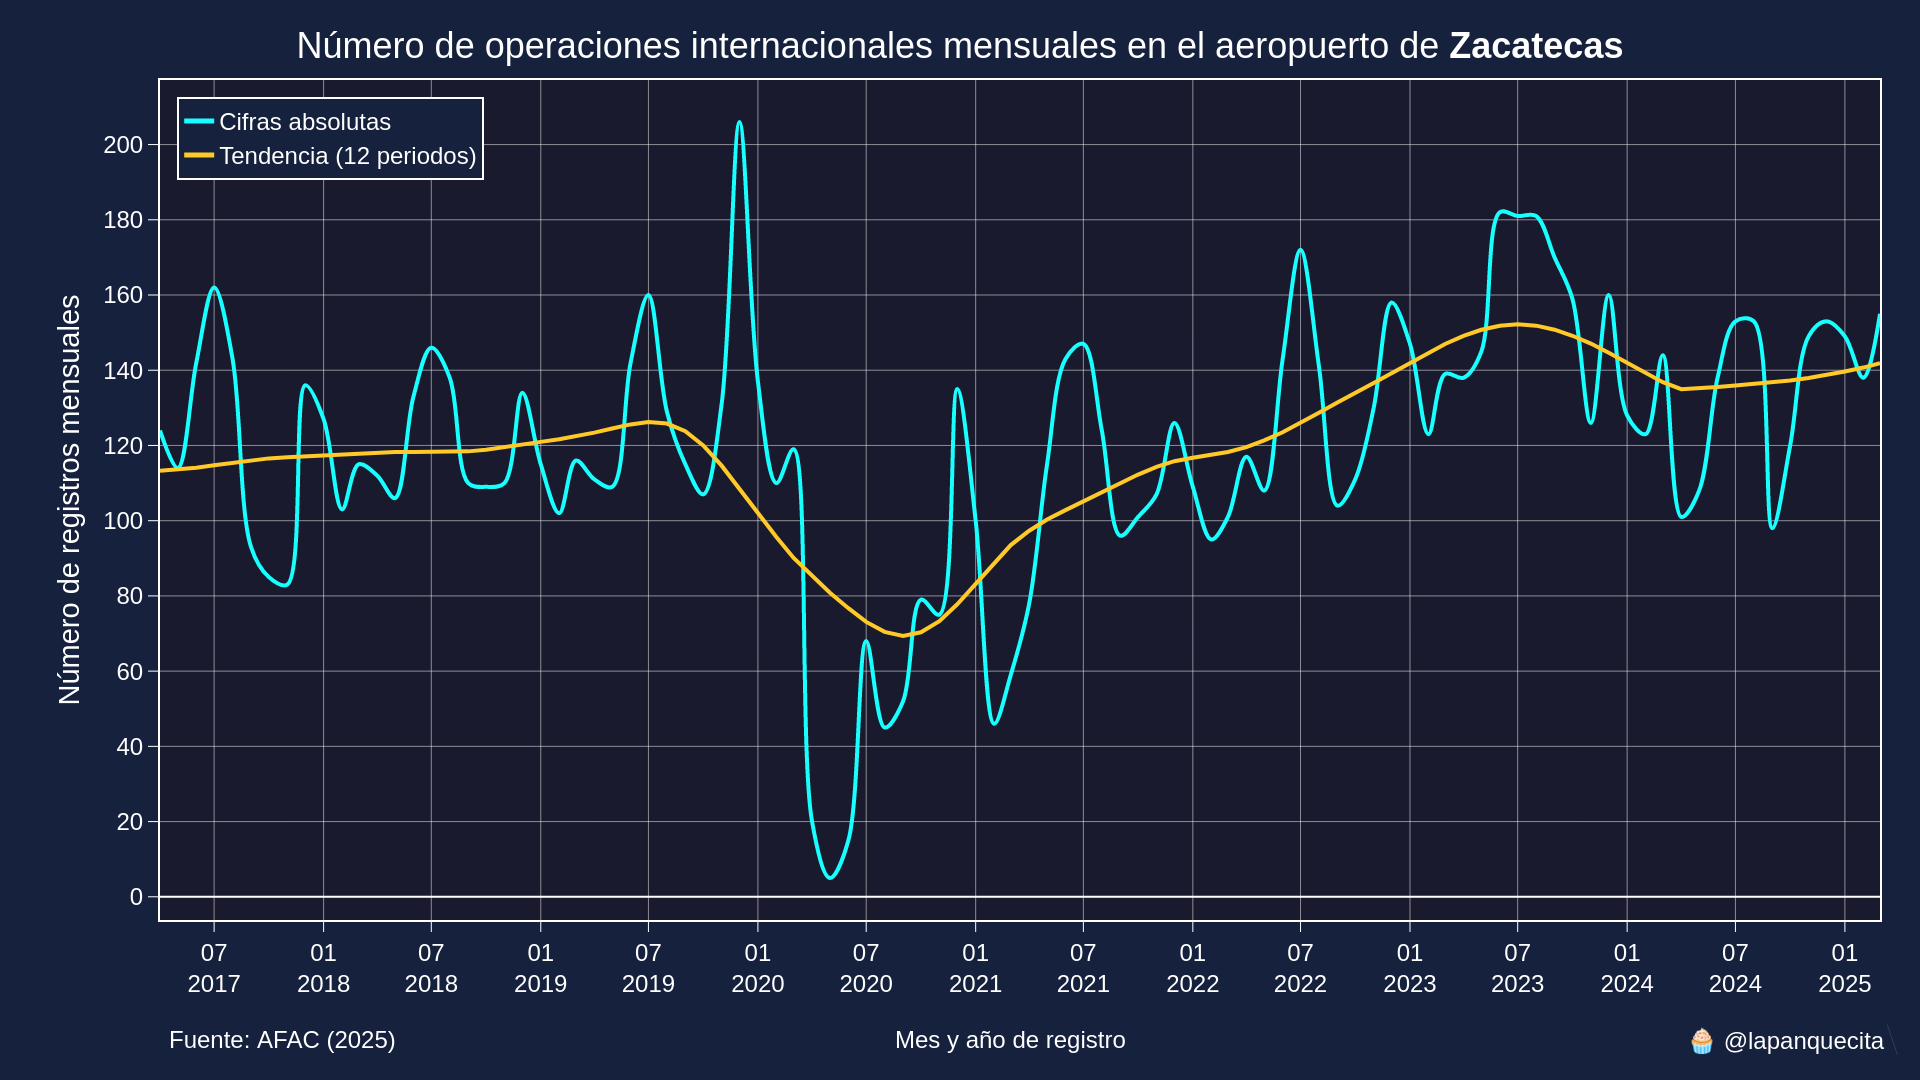 Número de operaciones internacionales mensuales en el aeropuerto de Zacatecas
Cifras absolutas
Tendencia (12 periodos)
Número de registros mensuales
200
180
160
140
120
100
80
60
40
20
0
07 01 07 01 07 01 07 01 07 01 07 01 07 01 07 01
2017 2018 2018 2019 2019 2020 2020 2021 2021 2022 2022 2023 2023 2024 2024 2025
Fuente: AFAC (2025)
Mes y año de registro
🧁 @lapanquecita